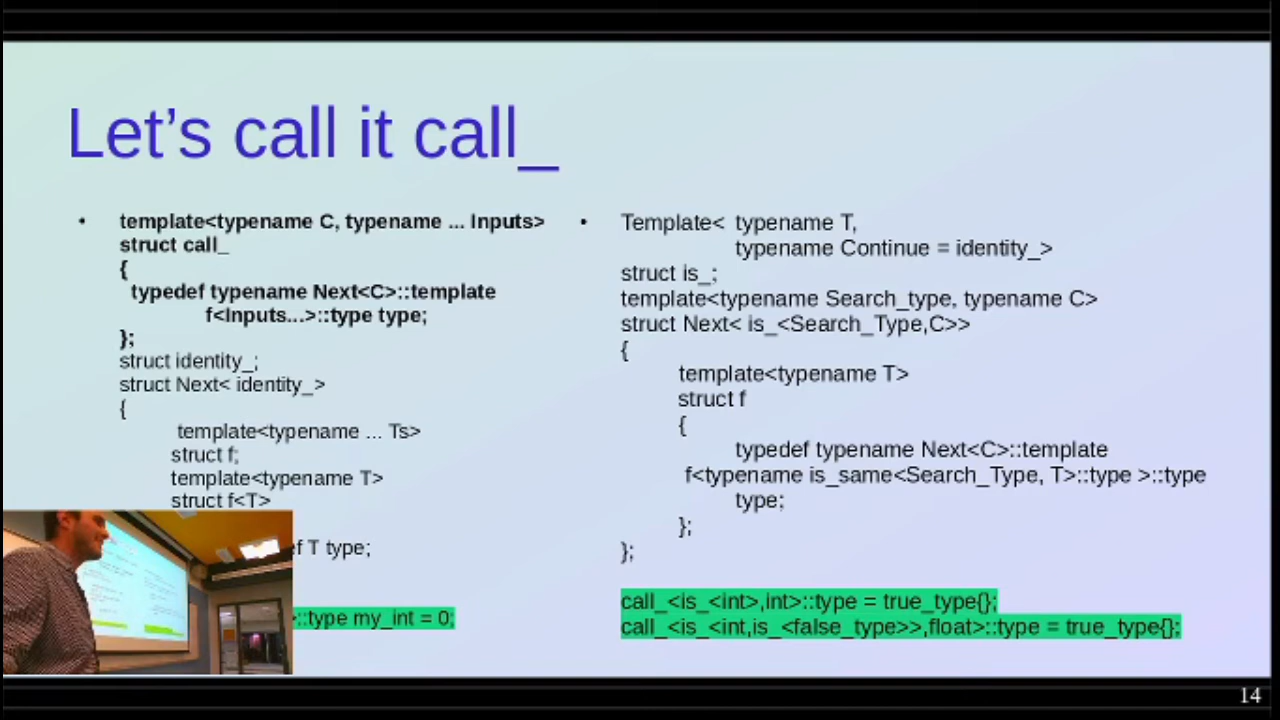 Let's call it call_
• template<typename C, typename ... Inputs>
struct call_
{
typedef typename Next<C>::template
f<Inputs...>::type type;
};
struct identity_;
struct Next< identity_>
{
template<typename ... Ts>
struct f;
template<typename T>
struct f<T>
T type;
::type my_int = 0;
• Template< typename T,
typename Continue = identity_>
struct is_;
template<typename Search_type, typename C>
struct Next< is_<Search_Type,C>>
{
template<typename T>
struct f
{
typedef typename Next<C>::template
f<typename is_same<Search_Type, T>::type >::type
type;
};
};
call_<is_<int>,int>::type = true_type{};
call_<is_<int,is_<false_type>>,float>::type = true_type{};
14